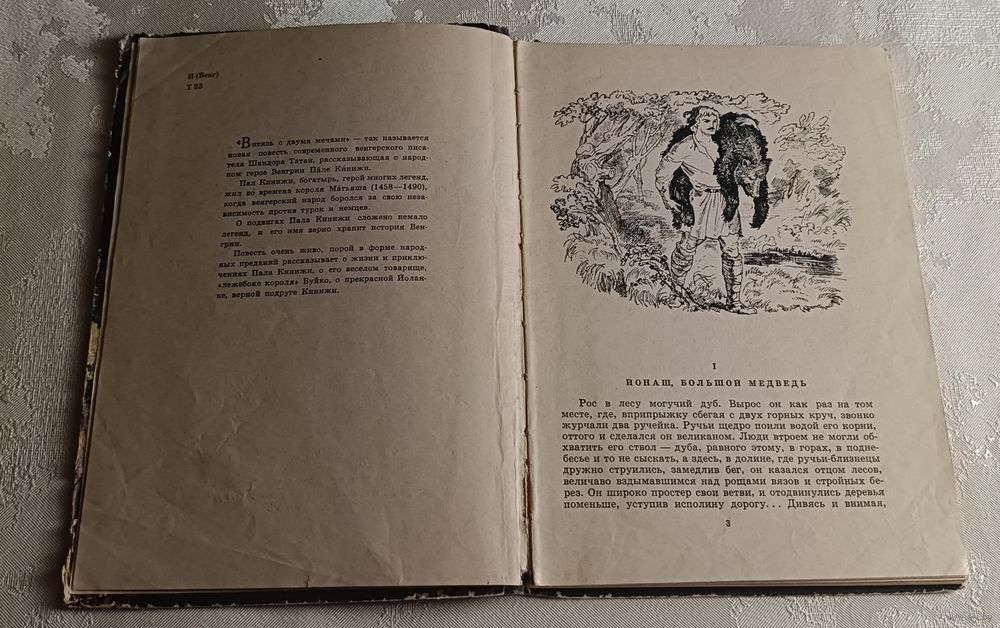 И (Венг)
Т 23
«Витязь с двумя мечами» — так называется
новая повесть современного венгерского писа-
теля Шандора Татаи, рассказывающая о народ-
ном герое Венгрии Па́ле Ки́нижи.
Пал Кинижи, богатырь, герой многих легенд,
жил во времена короля Ма́тьяша (1458—1490),
когда венгерский народ боролся за свою неза-
висимость против турок и немцев.
О подвигах Пала Кинижи сложено немало
легенд, и его имя верно хранит история Вен-
грии.
Повесть очень живо, порой в форме народ-
ных преданий рассказывает о жизни и приклю-
чениях Пала Кинижи, о его веселом товарище,
«лежебоке короля» Буйко, о прекрасной Иолан-
ке, верной подруге Кинижи.
I
ЙОНАШ, БОЛЬШОЙ МЕДВЕДЬ
Рос в лесу могучий дуб. Вырос он как раз на том
месте, где, вприпрыжку сбегая с двух горных круч, звонко
журчали два ручейка. Ручьи щедро поили водой его корни,
оттого и сделался он великаном. Люди втроем не могли об-
хватить его ствол — дуба, равного этому, в горах, в подне-
бесье и то не сыскать, а здесь, в долине, где ручьи-близнецы
дружно струились, замедлив бег, он казался отцом лесов,
величаво вздымавшимся над рощами вязов и стройных бе-
рез. Он широко простер свои ветви, и отодвинулись деревья
поменьше, уступив исполину дорогу... Дивясь и внимая,
3